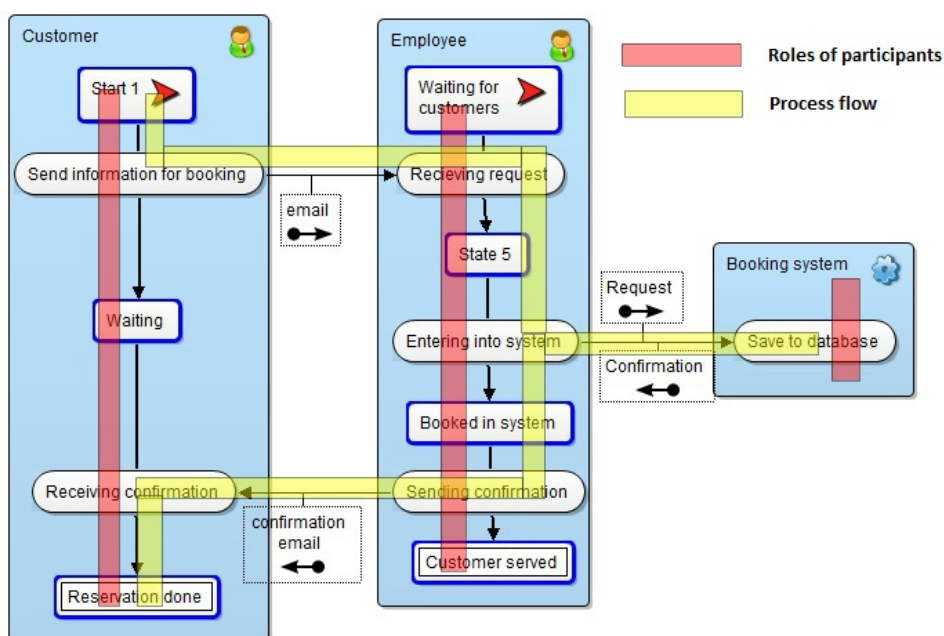 Customer
Start 1
Send information for booking
email
Waiting
Receiving confirmation
confirmation
email
Reservation done
Employee
Waiting for
customers
Recieving request
State 5
Entering into system
Booked in system
Sending confirmation
Customer served
Request
Confirmation
Booking system
Save to database
Roles of participants
Process flow